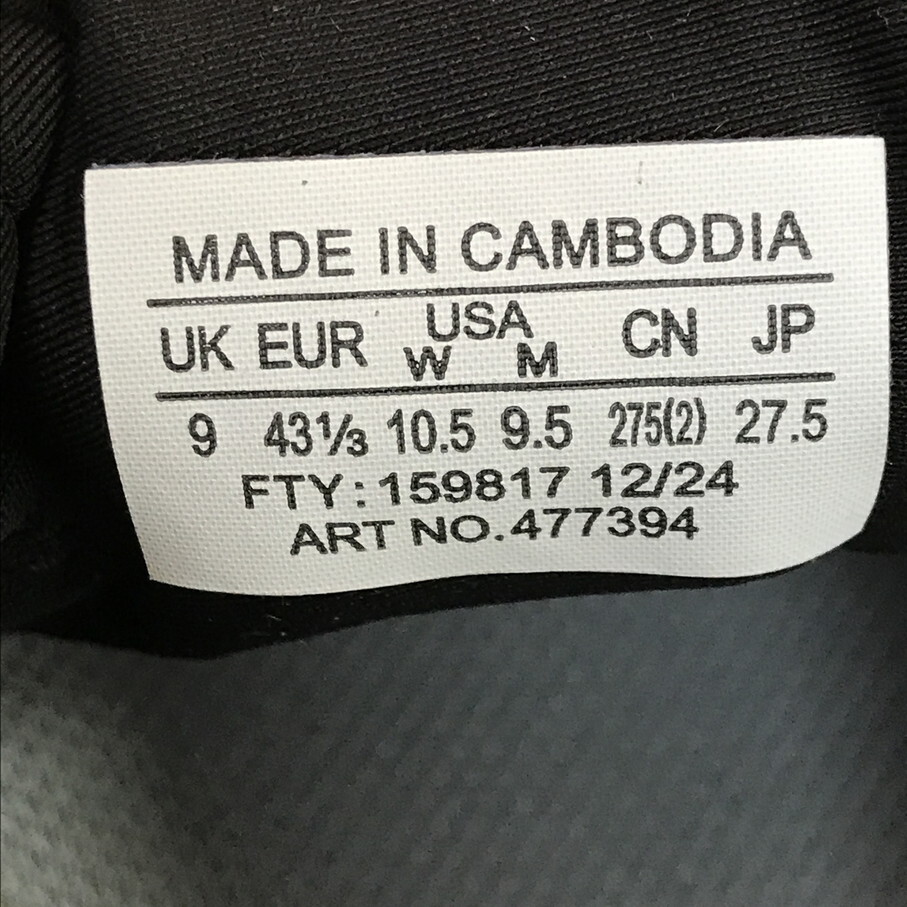 MADE IN CAMBODIA
UK EUR USA CN JP
W M
9 43⅓ 10.5 9.5 275(2) 27.5
FTY: 159817 12/24
ART NO. 477394